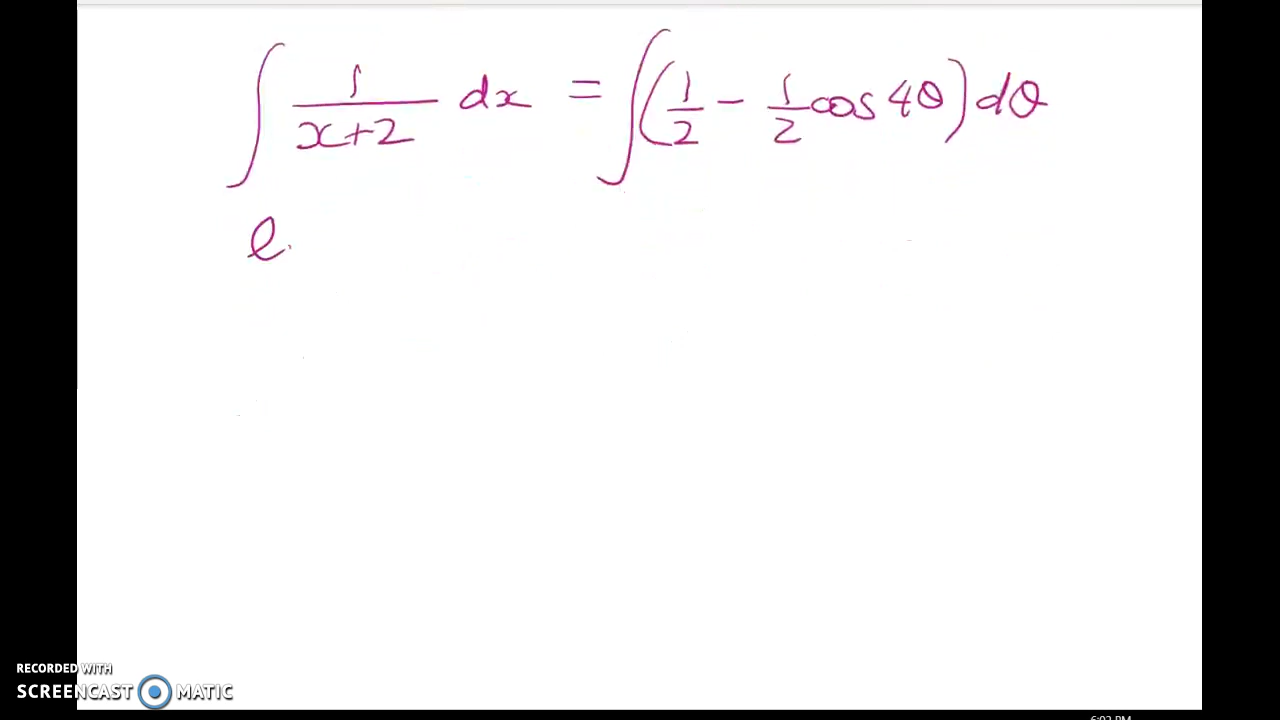 ∫ 1/(x+2) dx = ∫(1/2 - 1/2 cos 4θ) dθ
l
RECORDED WITH
SCREENCAST MATIC